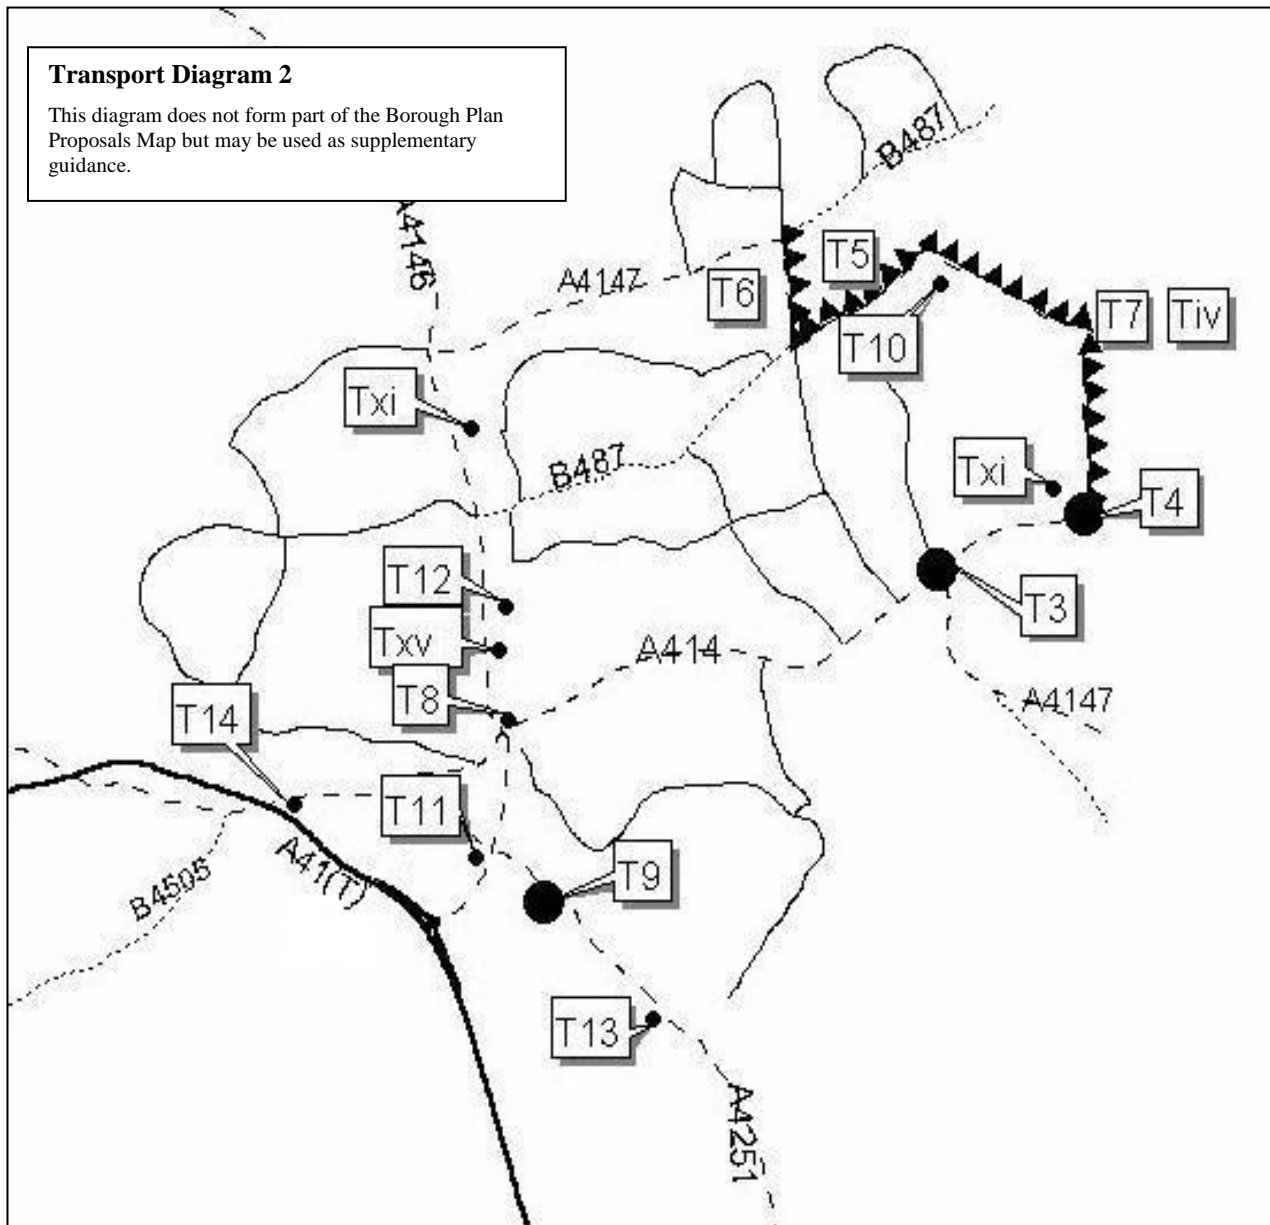 Transport Diagram 2
This diagram does not form part of the Borough Plan
Proposals Map but may be used as supplementary
guidance.
B487
A4146
T5
A4147
T6
T7
Tiv
T10
Txi
B487
Txi
T4
T12
T3
Txv
A414
T8
A4147
T14
T11
A41(T)
B4505
T9
T13
A4251